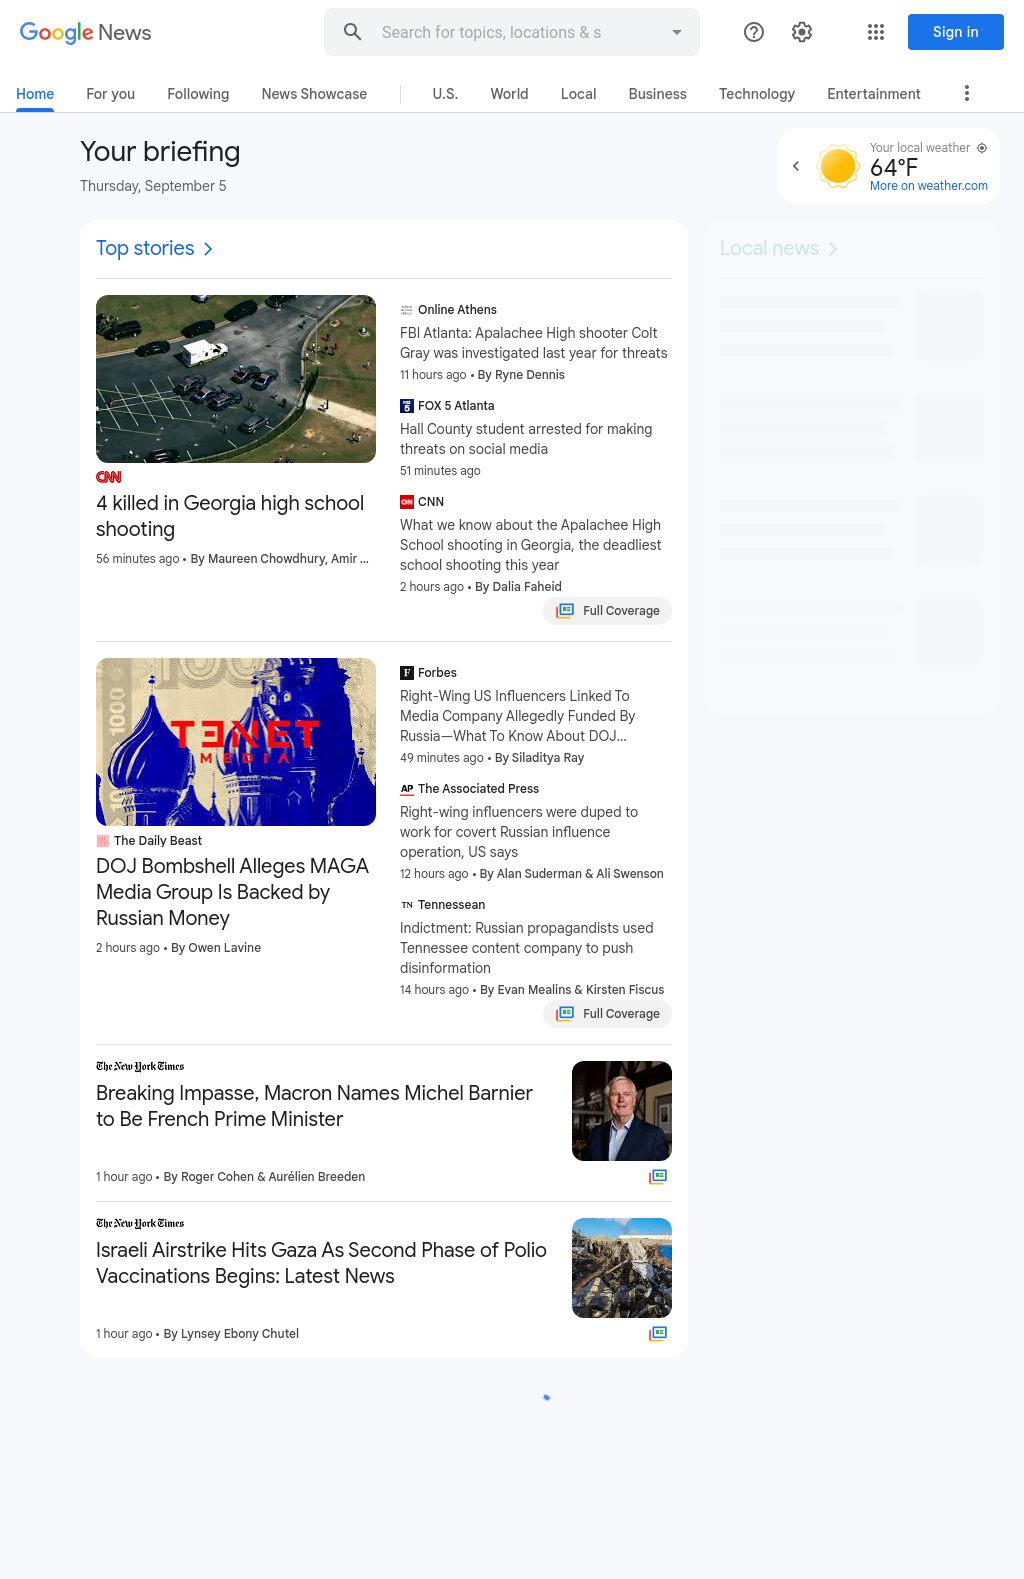 Google News
Search for topics, locations & s
Sign in
Home
For you
Following
News Showcase
U.S.
World
Local
Business
Technology
Entertainment
Your briefing
Thursday, September 5
Your local weather
64°F
More on weather.com
Top stories
Local news
CNN
4 killed in Georgia high school
shooting
56 minutes ago • By Maureen Chowdhury, Amir ...
Online Athens
FBI Atlanta: Apalachee High shooter Colt
Gray was investigated last year for threats
11 hours ago • By Ryne Dennis
FOX 5 Atlanta
Hall County student arrested for making
threats on social media
51 minutes ago
CNN
What we know about the Apalachee High
School shooting in Georgia, the deadliest
school shooting this year
2 hours ago • By Dalia Faheid
Full Coverage
100
1000
TENET
MEDIA
The Daily Beast
DOJ Bombshell Alleges MAGA
Media Group Is Backed by
Russian Money
2 hours ago • By Owen Lavine
F Forbes
Right-Wing US Influencers Linked To
Media Company Allegedly Funded By
Russia—What To Know About DOJ...
49 minutes ago • By Siladitya Ray
AP The Associated Press
Right-wing influencers were duped to
work for covert Russian influence
operation, US says
12 hours ago • By Alan Suderman & Ali Swenson
TN Tennessean
Indictment: Russian propagandists used
Tennessee content company to push
disinformation
14 hours ago • By Evan Mealins & Kirsten Fiscus
Full Coverage
The New York Times
Breaking Impasse, Macron Names Michel Barnier
to Be French Prime Minister
1 hour ago • By Roger Cohen & Aurélien Breeden
The New York Times
Israeli Airstrike Hits Gaza As Second Phase of Polio
Vaccinations Begins: Latest News
1 hour ago • By Lynsey Ebony Chutel